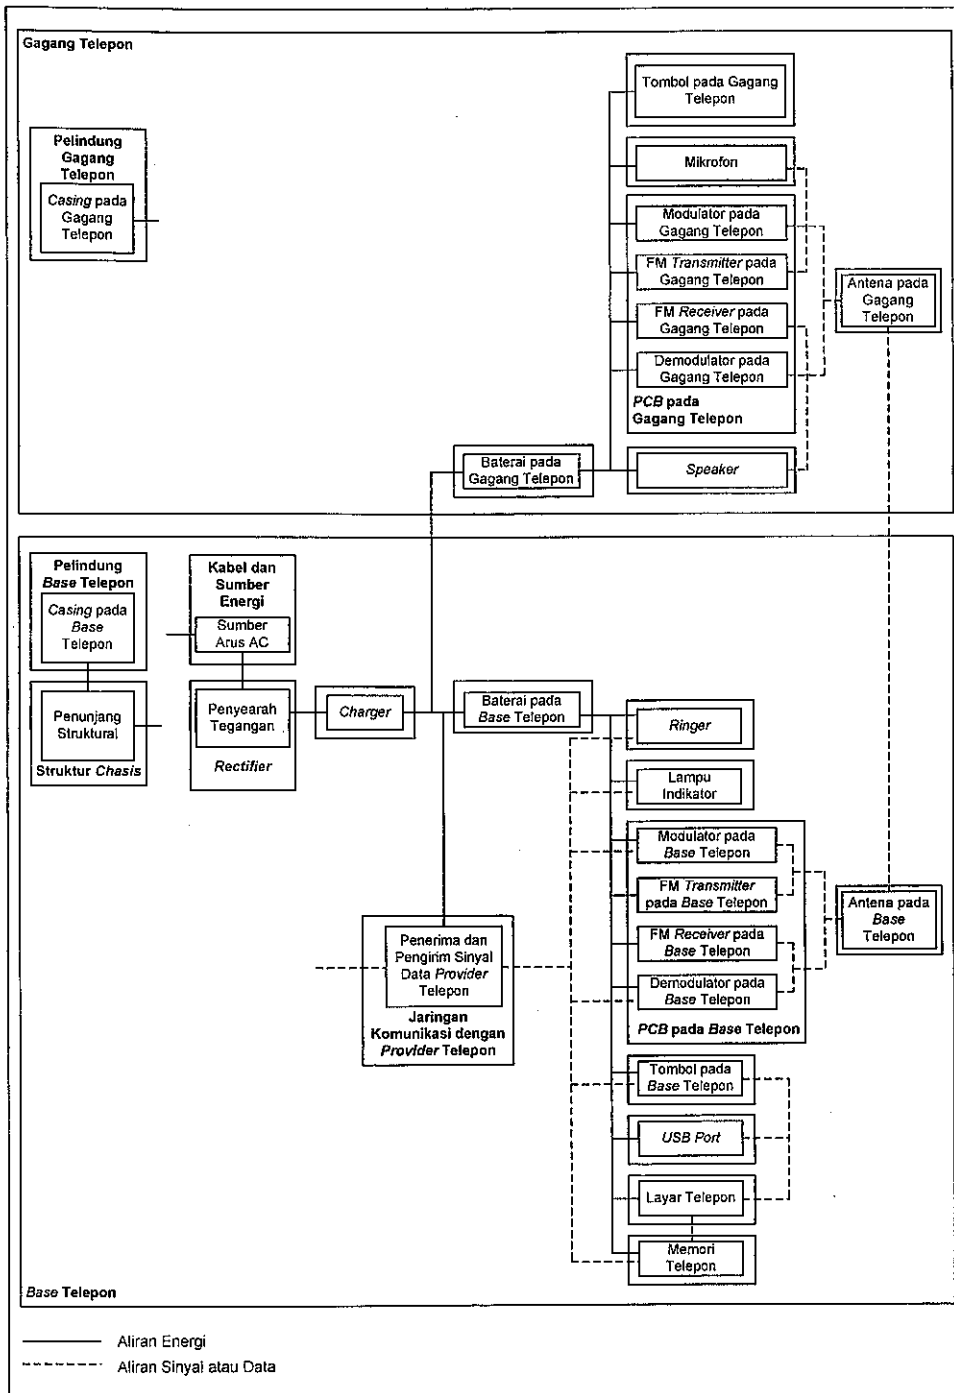 Gagang Telepon
Tombol pada Gagang
Telepon
Pelindung
Gagang
Telepon
Casing pada
Gagang
Telepon
Mikrofon
Modulator pada
Gagang Telepon
FM Transmitter pada
Gagang Telepon
FM Receiver pada
Gagang Telepon
Demodulator pada
Gagang Telepon
PCB pada
Gagang Telepon
Antena pada
Gagang
Telepon
Baterai pada
Gagang Telepon
Speaker
Pelindung
Base Telepon
Casing pada
Base
Telepon
Penunjang
Struktural
Struktur Chasis
Kabel dan
Sumber
Energi
Sumber
Arus AC
Penyearah
Tegangan
Rectifier
Charger
Baterai pada
Base Telepon
Ringer
Lampu
Indikator
Modulator pada
Base Telepon
FM Transmitter
pada Base Telepon
FM Receiver pada
Base Telepon
Demodulator pada
Base Telepon
PCB pada Base Telepon
Antena pada
Base
Telepon
Penerima dan
Pengirim Sinyal
Data Provider
Telepon
Jaringan
Komunikasi dengan
Provider Telepon
Tombol pada
Base Telepon
USB Port
Layar Telepon
Memori
Telepon
Base Telepon
Aliran Energi
Aliran Sinyal atau Data